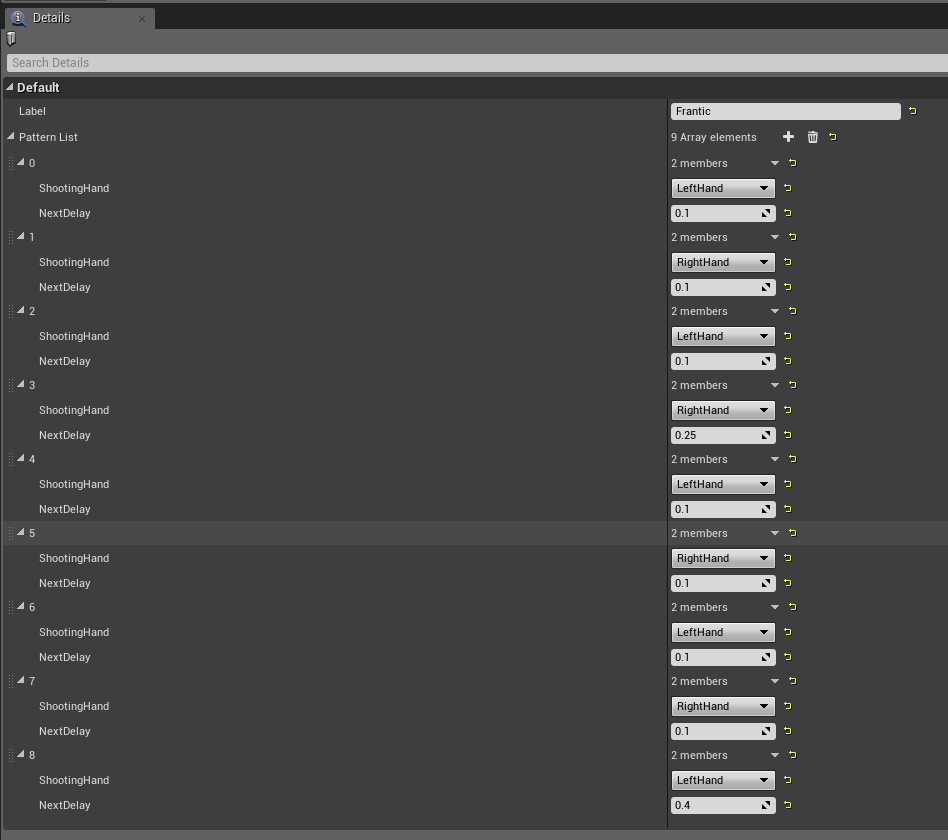 Details
Search Details
Default
Label Frantic
Pattern List 9 Array elements
0 2 members
ShootingHand LeftHand
NextDelay 0.1
1 2 members
ShootingHand RightHand
NextDelay 0.1
2 2 members
ShootingHand LeftHand
NextDelay 0.1
3 2 members
ShootingHand RightHand
NextDelay 0.25
4 2 members
ShootingHand LeftHand
NextDelay 0.1
5 2 members
ShootingHand RightHand
NextDelay 0.1
6 2 members
ShootingHand LeftHand
NextDelay 0.1
7 2 members
ShootingHand RightHand
NextDelay 0.1
8 2 members
ShootingHand LeftHand
NextDelay 0.4